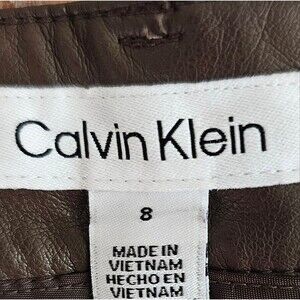 Calvin Klein
8
MADE IN
VIETNAM
HECHO EN
VIETNAM